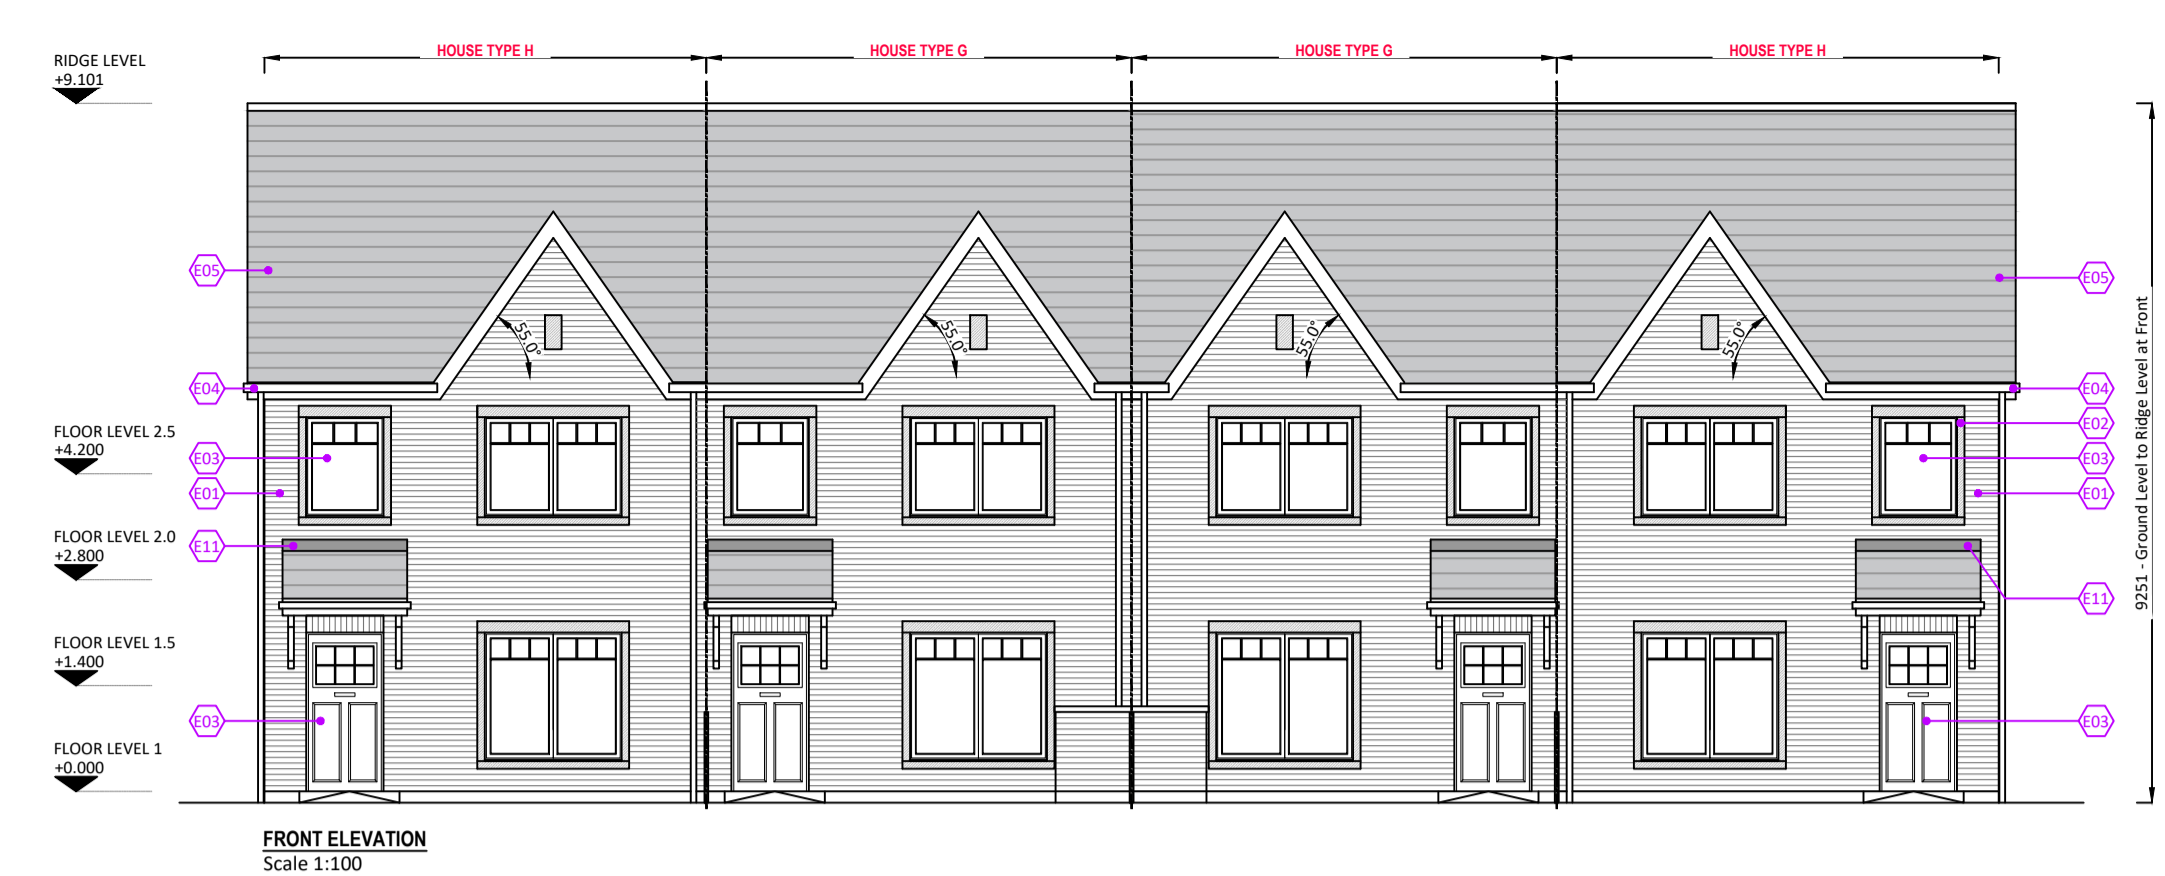 HOUSE TYPE H
HOUSE TYPE G
HOUSE TYPE G
HOUSE TYPE H
RIDGE LEVEL
+9.101
E05
E05
55.0°
55.0°
55.0°
55.0°
E04
E04
FLOOR LEVEL 2.5
+4.200
E02
E03
E03
E01
E01
FLOOR LEVEL 2.0
+2.800
E11
E11
FLOOR LEVEL 1.5
+1.400
E03
E03
FLOOR LEVEL 1
+0.000
9251 - Ground Level to Ridge Level at Front
FRONT ELEVATION
Scale 1:100